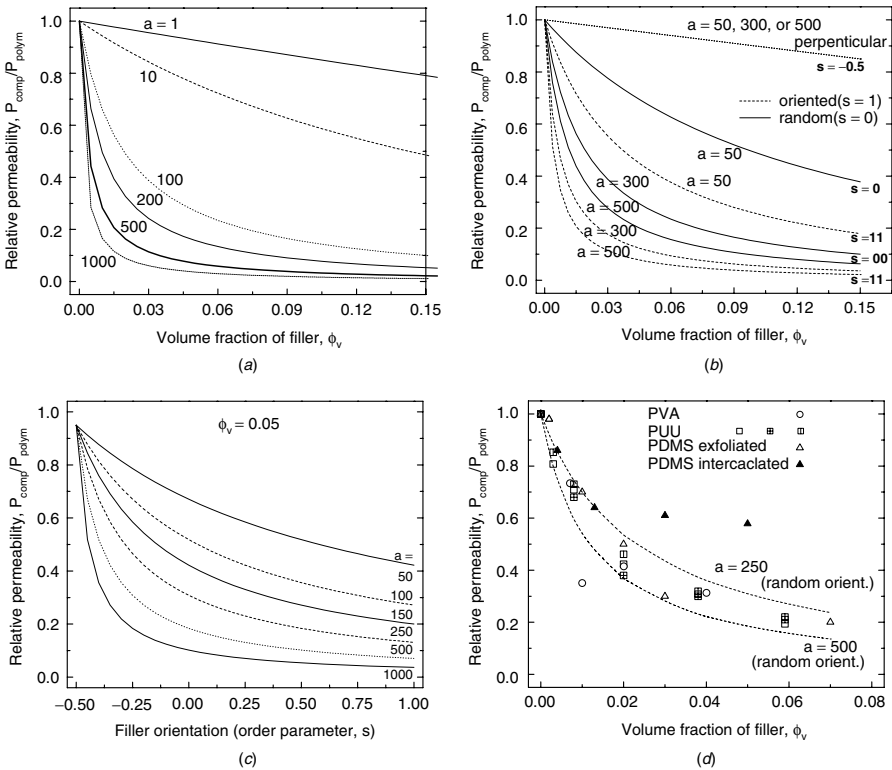 Relative permeability, P_comp/P_polym
1.0
0.8
0.6
0.4
0.2
0.0
a = 1
10
100
200
500
1000
0.00 0.03 0.06 0.09 0.12 0.15
Volume fraction of filler, ϕ_v
(a)
Relative permeability, P_comp/P_polym
1.0
0.8
0.6
0.4
0.2
0.0
a = 50, 300, or 500
perpenticular
s = −0.5
oriented(s = 1)
random(s = 0)
a = 50
a = 50
a = 300
a = 500
a = 300
a = 500
s = 0
s = 11
s = 00
s = 11
0.00 0.03 0.06 0.09 0.12 0.15
Volume fraction of filler, ϕ_v
(b)
Relative permeability, P_comp/P_polym
1.0
0.8
0.6
0.4
0.2
0.0
ϕ_v = 0.05
a =
50
100
150
250
500
1000
−0.50 −0.25 0.00 0.25 0.50 0.75 1.00
Filler orientation (order parameter, s)
(c)
Relative permeability, P_comp/P_polym
1.0
0.8
0.6
0.4
0.2
0.0
PVA
PUU
PDMS exfoliated
PDMS intercaclated
a = 250
(random orient.)
a = 500
(random orient.)
0.00 0.02 0.04 0.06 0.08
Volume fraction of filler, ϕ_v
(d)